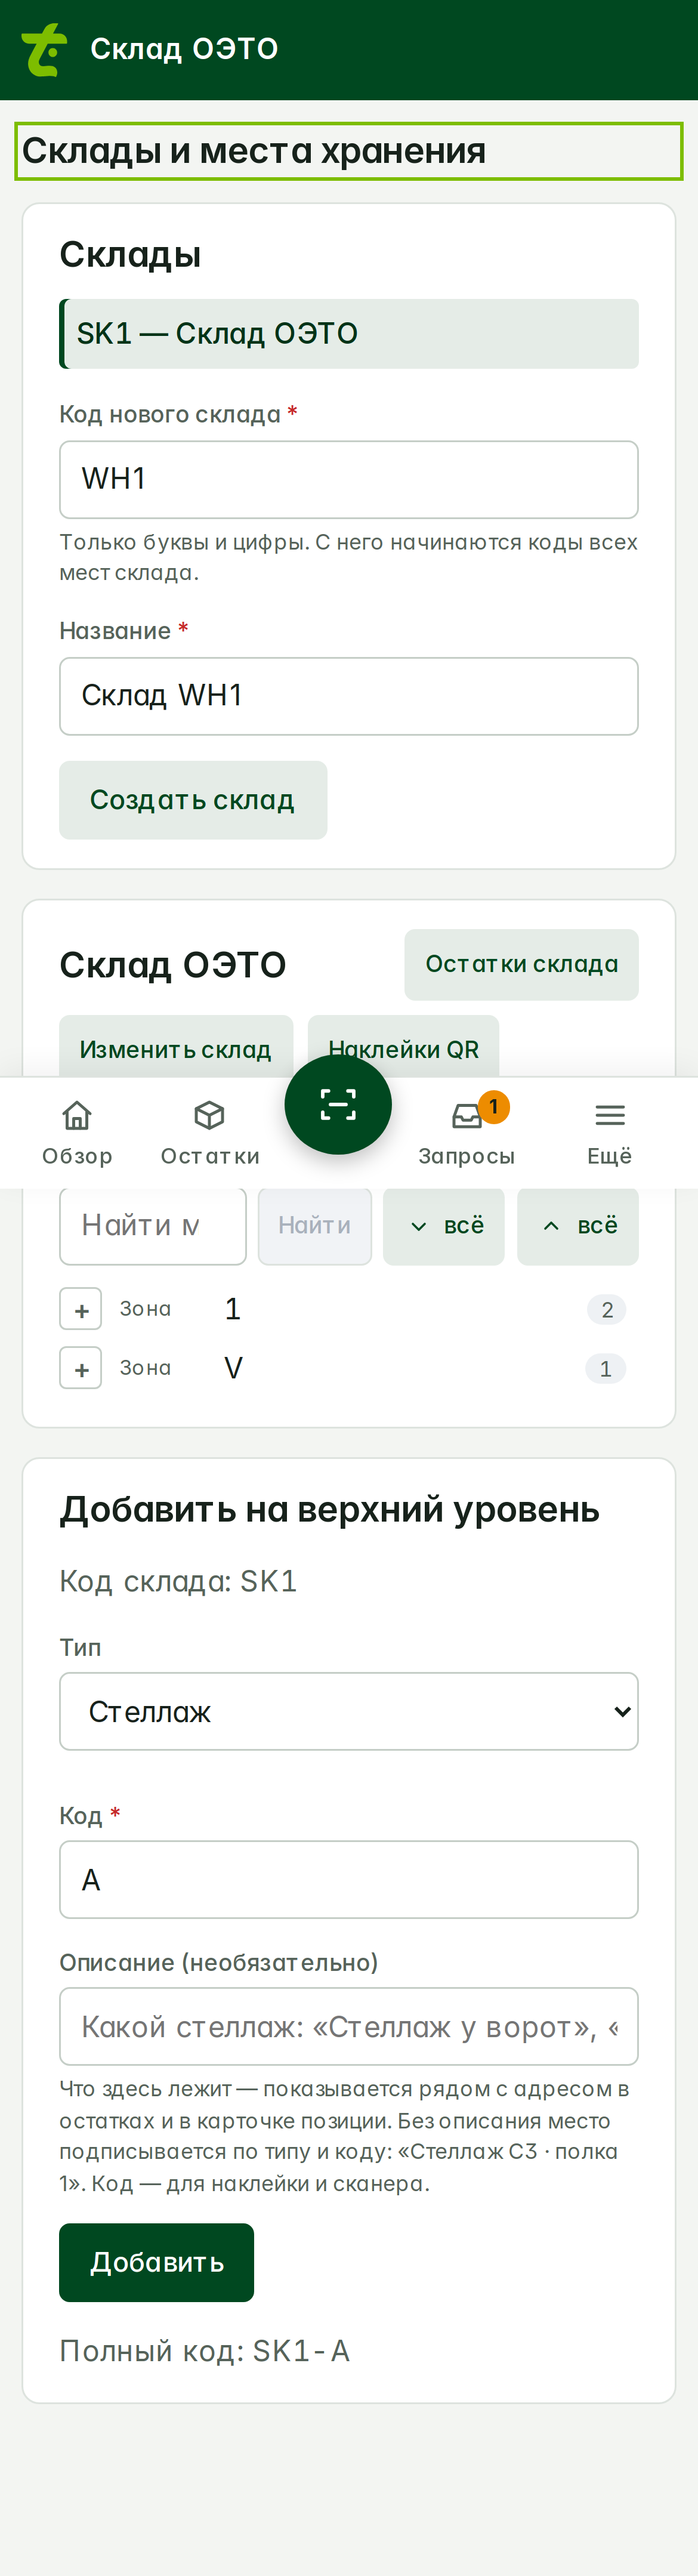 Склад ОЭТО
Склады и места хранения
Склады
SK1 — Склад ОЭТО
Код нового склада *
WH1
Только буквы и цифры. С него начинаются коды всех
мест склада.
Название *
Склад WH1
Создать склад
Склад ОЭТО
Остатки склада
Изменить склад
Наклейки QR
Обзор
Остатки
Запросы
1
Ещё
Найти м
Найти
всё
всё
+ Зона 1 2
+ Зона V 1
Добавить на верхний уровень
Код склада: SK1
Тип
Стеллаж
Код *
A
Описание (необязательно)
Какой стеллаж: «Стеллаж у ворот», «
Что здесь лежит — показывается рядом с адресом в
остатках и в карточке позиции. Без описания место
подписывается по типу и коду: «Стеллаж С3 · полка
1». Код — для наклейки и сканера.
Добавить
Полный код: SK1-A